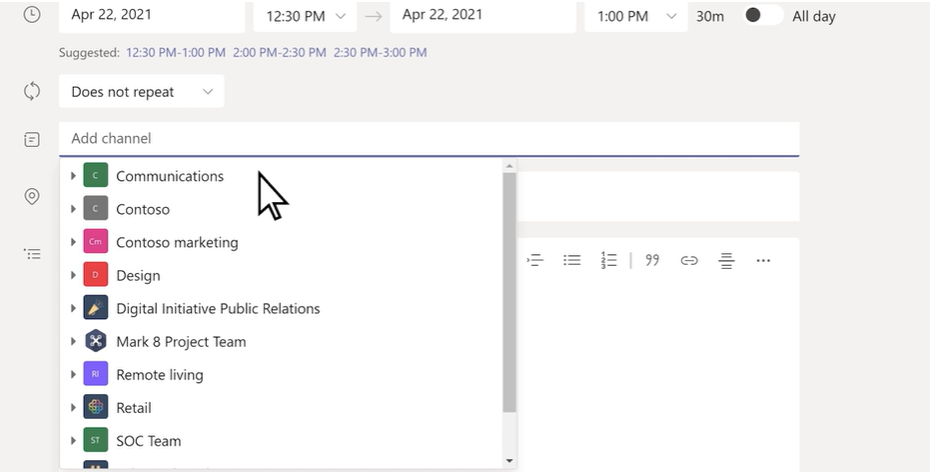 Apr 22, 2021 12:30 PM Apr 22, 2021 1:00 PM 30m All day
Suggested: 12:30 PM-1:00 PM 2:00 PM-2:30 PM 2:30 PM-3:00 PM
Does not repeat
Add channel
C Communications
C Contoso
Cm Contoso marketing
D Design
Digital Initiative Public Relations
Mark 8 Project Team
Rl Remote living
Retail
ST SOC Team